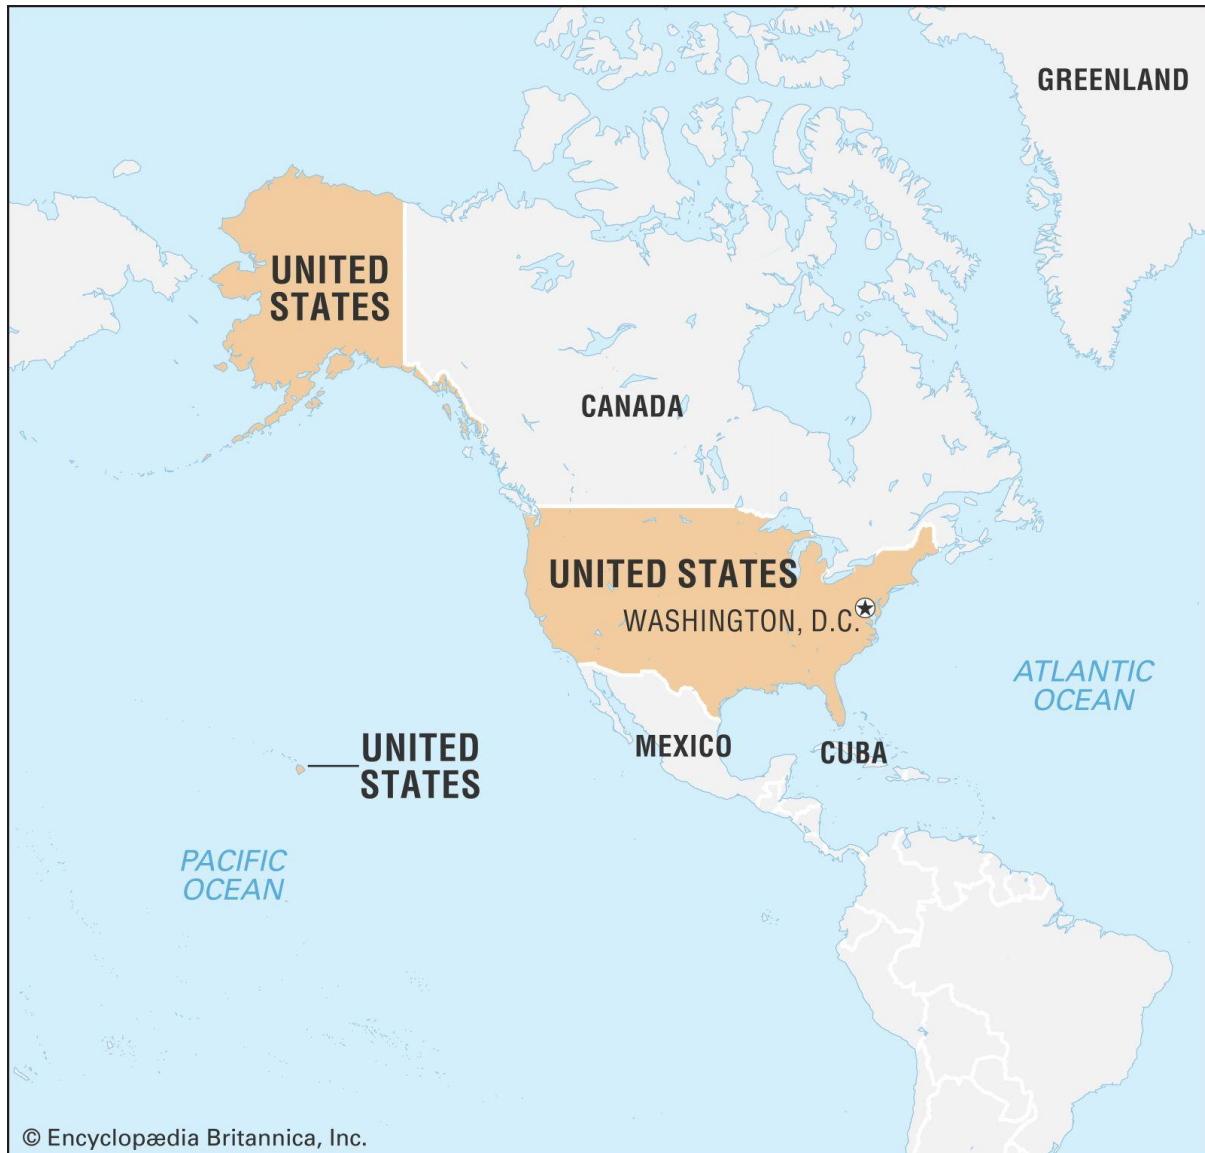 GREENLAND
UNITED
STATES
CANADA
UNITED STATES
WASHINGTON, D.C.
ATLANTIC
OCEAN
MEXICO
CUBA
UNITED
STATES
PACIFIC
OCEAN
© Encyclopædia Britannica, Inc.